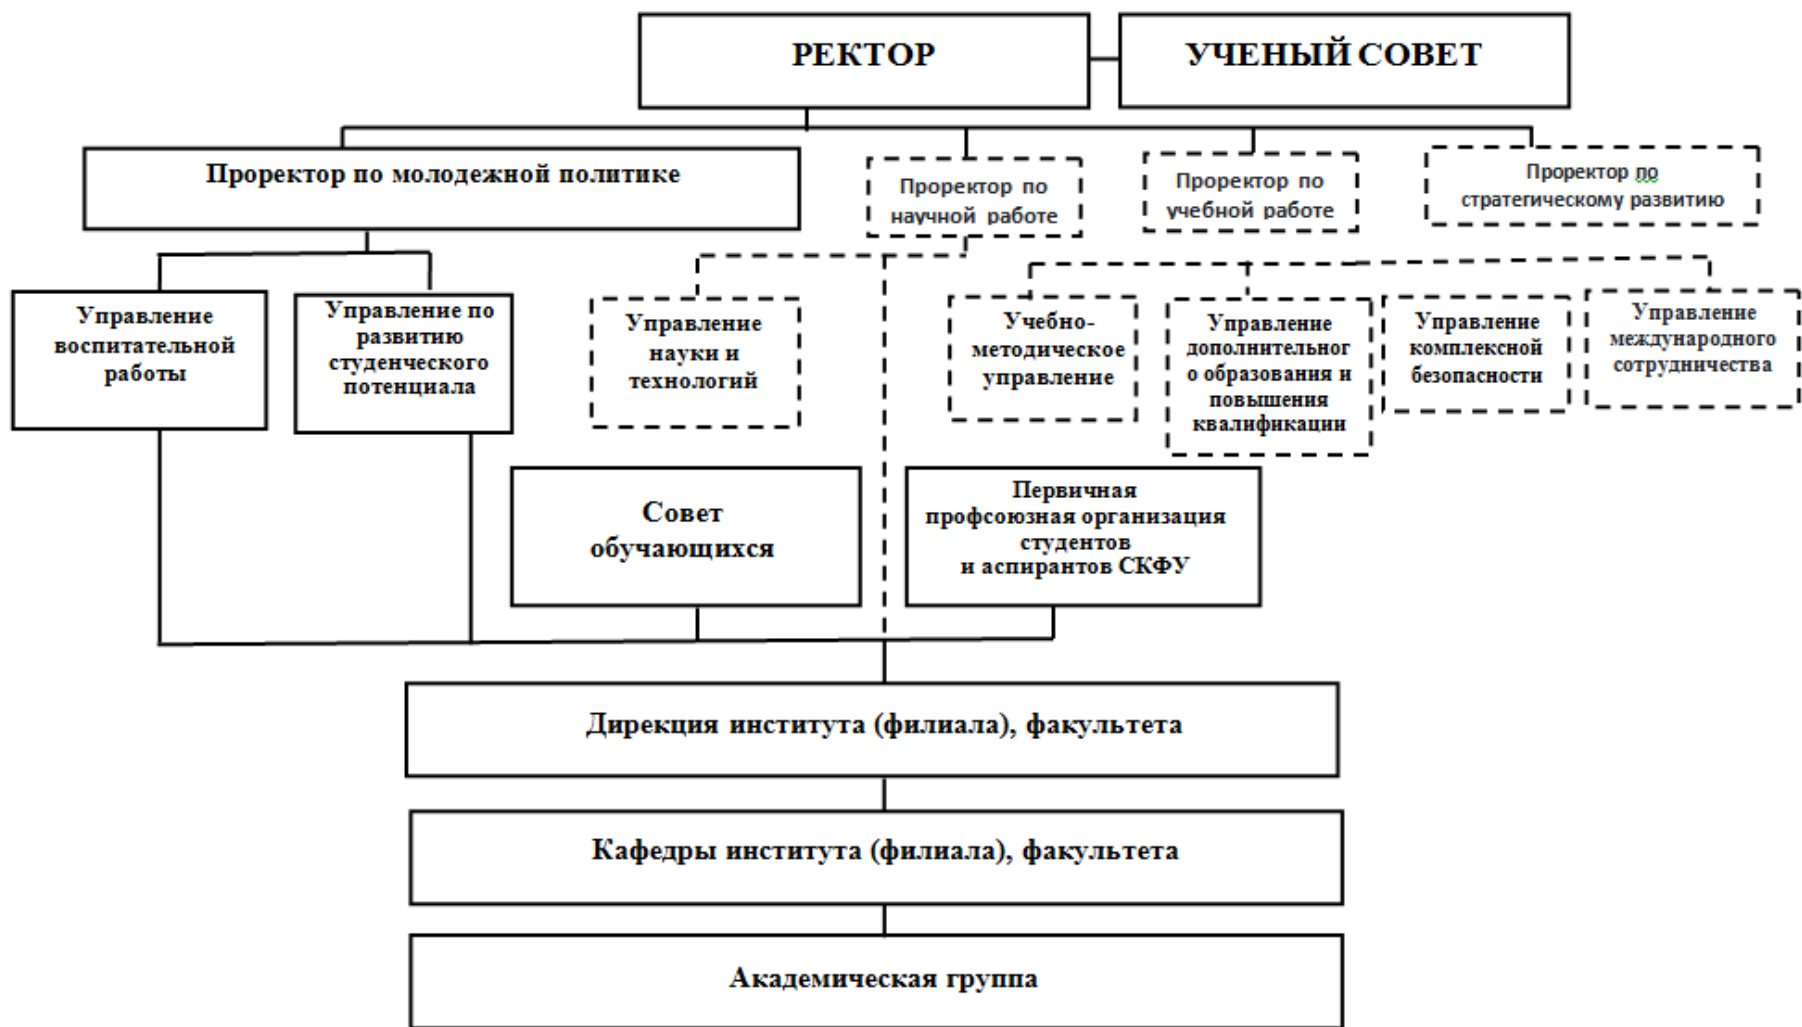 РЕКТОР
УЧЕНЫЙ СОВЕТ
Проректор по молодежной политике
Проректор по
научной работе
Проректор по
учебной работе
Проректор по
стратегическому развитию
Управление
воспитательной
работы
Управление по
развитию
студенческого
потенциала
Управление
науки и
технологий
Учебно-
методическое
управление
Управление
дополнительног
о образования и
повышения
квалификации
Управление
комплексной
безопасности
Управление
международного
сотрудничества
Совет
обучающихся
Первичная
профсоюзная организация
студентов
и аспирантов СКФУ
Дирекция института (филиала), факультета
Кафедры института (филиала), факультета
Академическая группа